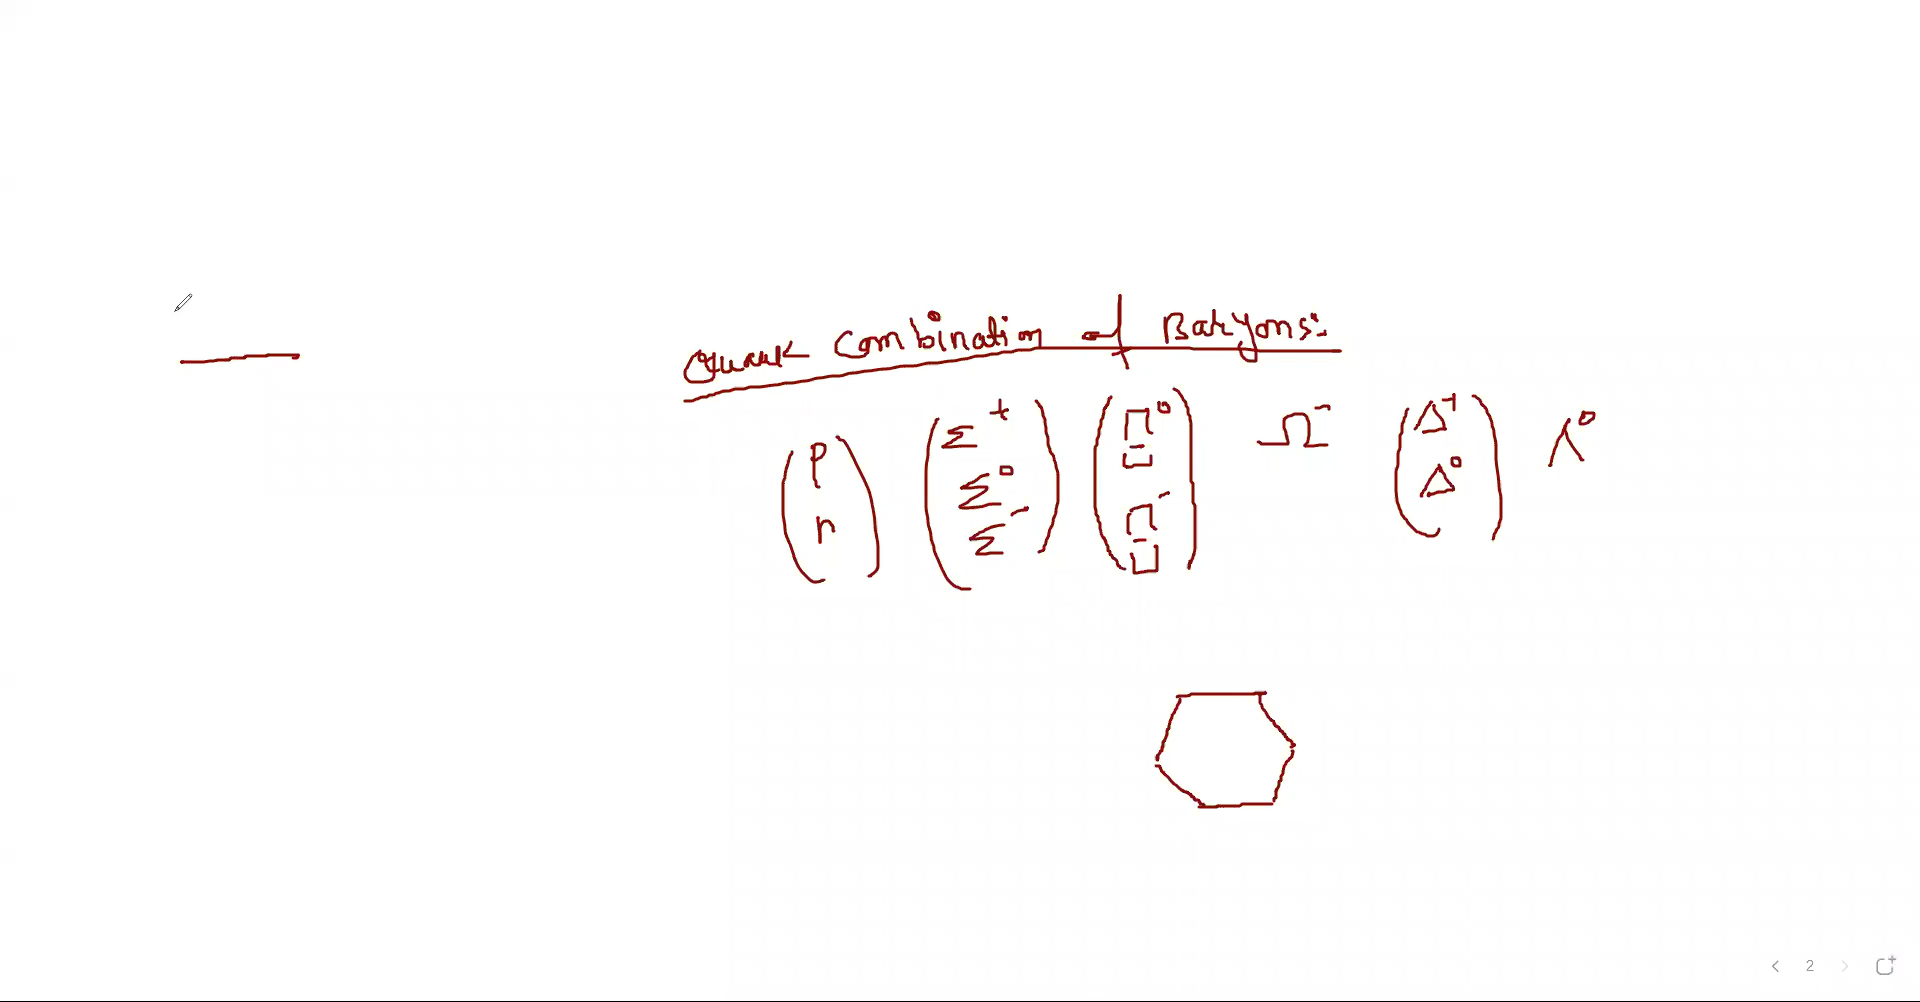 Quark Combination of Baryons:
( p n ) ( Σ⁺ Σ⁰ Σ⁻ ) ( Ξ⁰ Ξ⁻ ) Ω⁻ ( Δ⁺ Δ⁰ ) Λ⁰
2